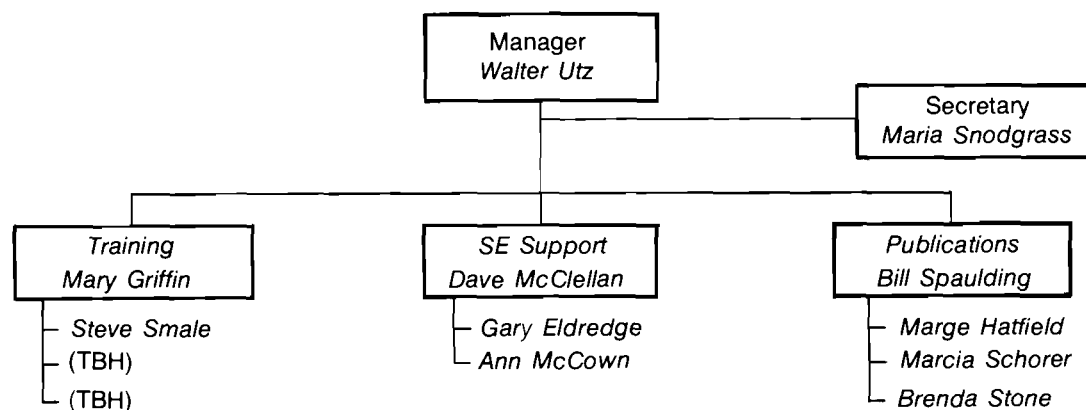 Manager
Walter Utz
Secretary
Maria Snodgrass
Training
Mary Griffin
Steve Smale
(TBH)
(TBH)
SE Support
Dave McClellan
Gary Eldredge
Ann McCown
Publications
Bill Spaulding
Marge Hatfield
Marcia Schorer
Brenda Stone